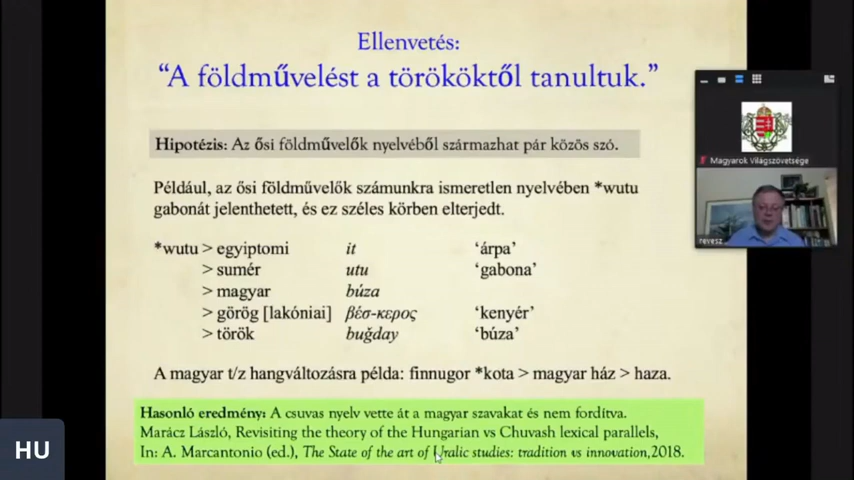 Ellenvetés:
“A földművelést a törököktől tanultuk.”
Hipotézis: Az ősi földművelők nyelvéből származhat pár közös szó.
Például, az ősi földművelők számunkra ismeretlen nyelvében *wutu
gabonát jelenthetett, és ez széles körben elterjedt.
*wutu > egyiptomi it ‘árpa’
> sumér utu ‘gabona’
> magyar búza
> görög [lakóniai] βέσ-κερος ‘kenyér’
> török buğday ‘búza’
A magyar t/z hangváltozásra példa: finnugor *kota > magyar ház > haza.
Hasonló eredmény: A csuvas nyelv vette át a magyar szavakat és nem fordítva.
Marácz László, Revisiting the theory of the Hungarian vs Chuvash lexical parallels,
In: A. Marcantonio (ed.), The State of the art of Uralic studies: tradition vs innovation,2018.
Magyarok Világszövetsége
revesz
HU